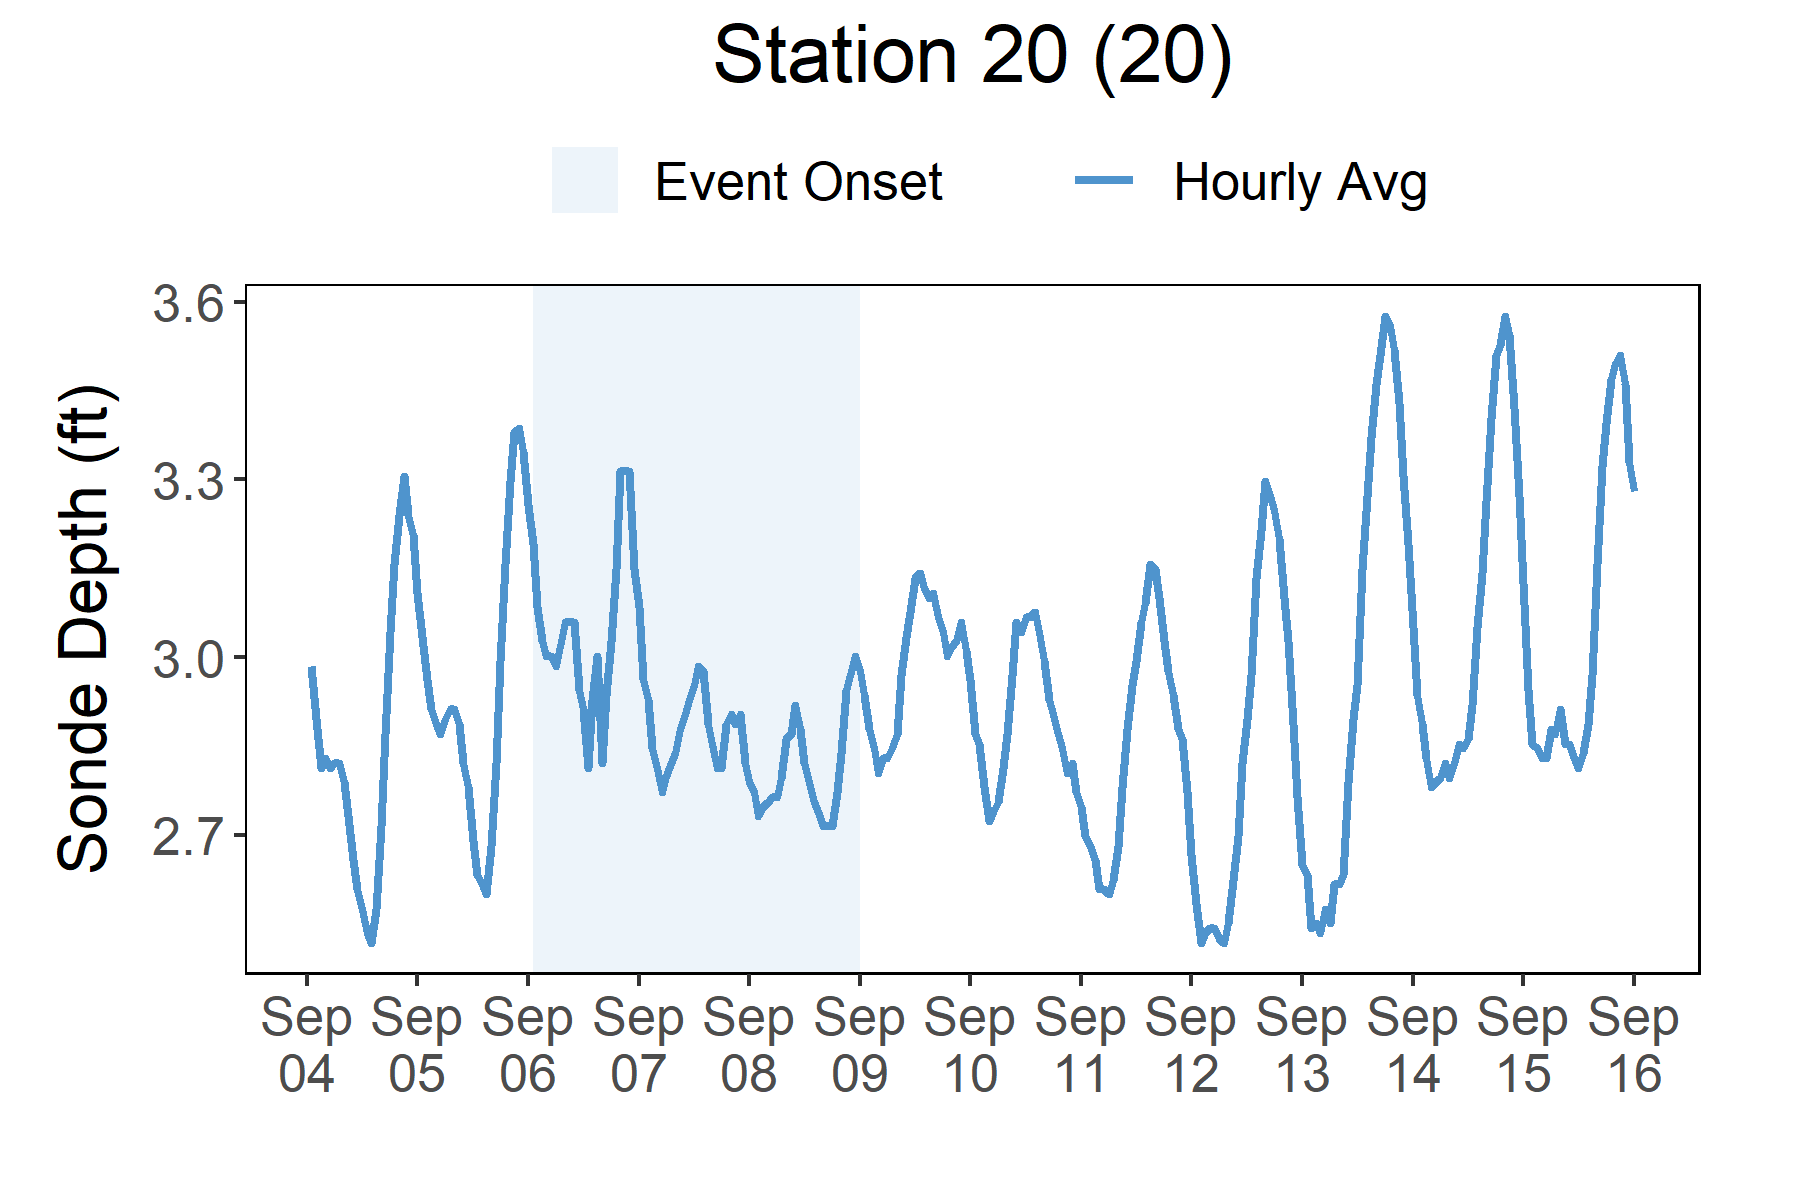 Station 20 (20)
Event Onset Hourly Avg
Sonde Depth (ft)
3.6
3.3
3.0
2.7
Sep Sep Sep Sep Sep Sep Sep Sep Sep Sep Sep Sep Sep
04 05 06 07 08 09 10 11 12 13 14 15 16